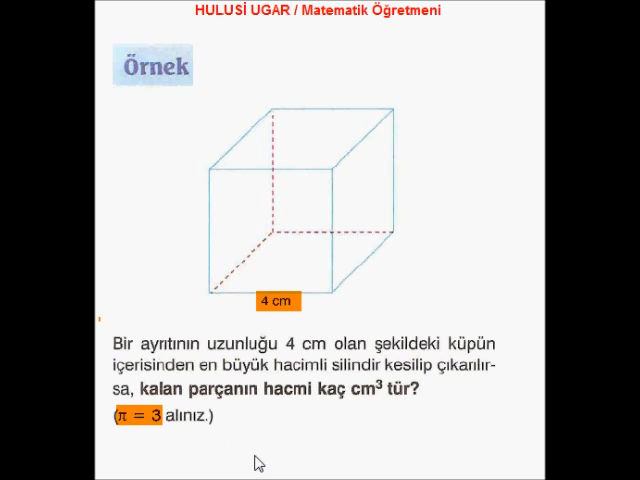 HULUSİ UGAR / Matematik Öğretmeni
Örnek
4 cm
Bir ayrıtının uzunluğu 4 cm olan şekildeki küpün
içerisinden en büyük hacimli silindir kesilip çıkarılır-
sa, kalan parçanın hacmi kaç cm³ tür?
(π = 3 alınız.)